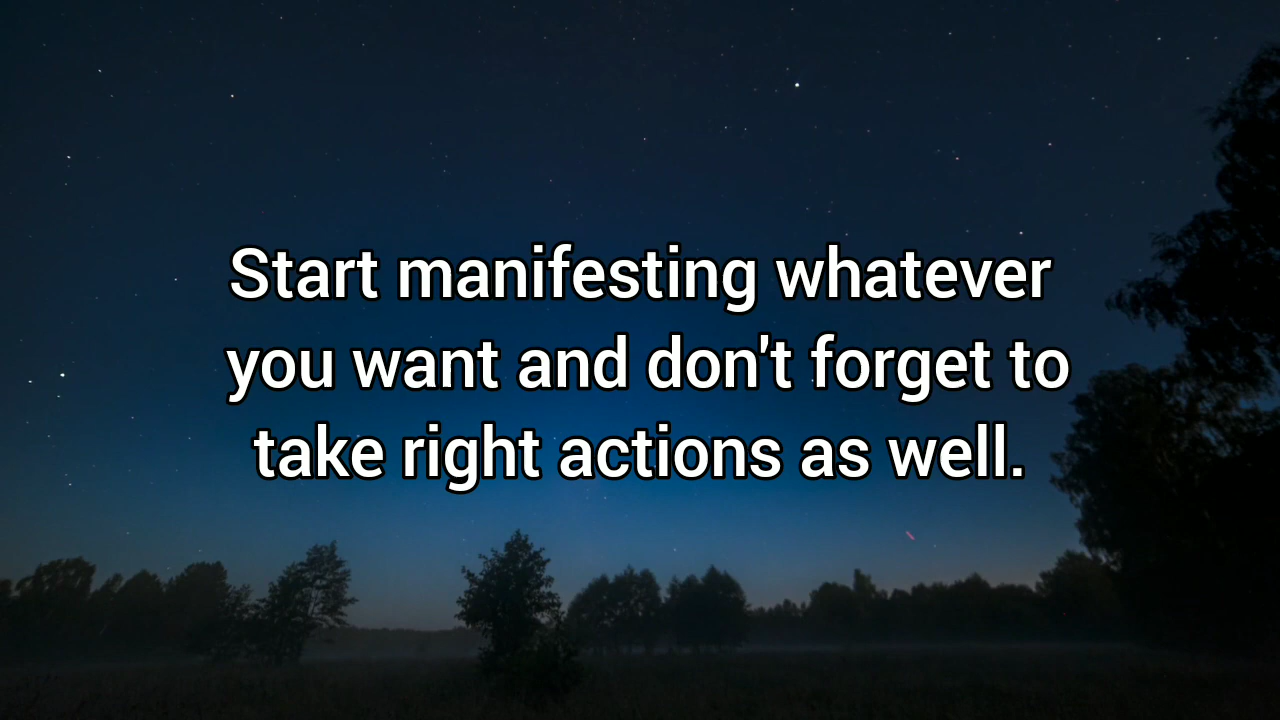 Start manifesting whatever
you want and don't forget to
take right actions as well.